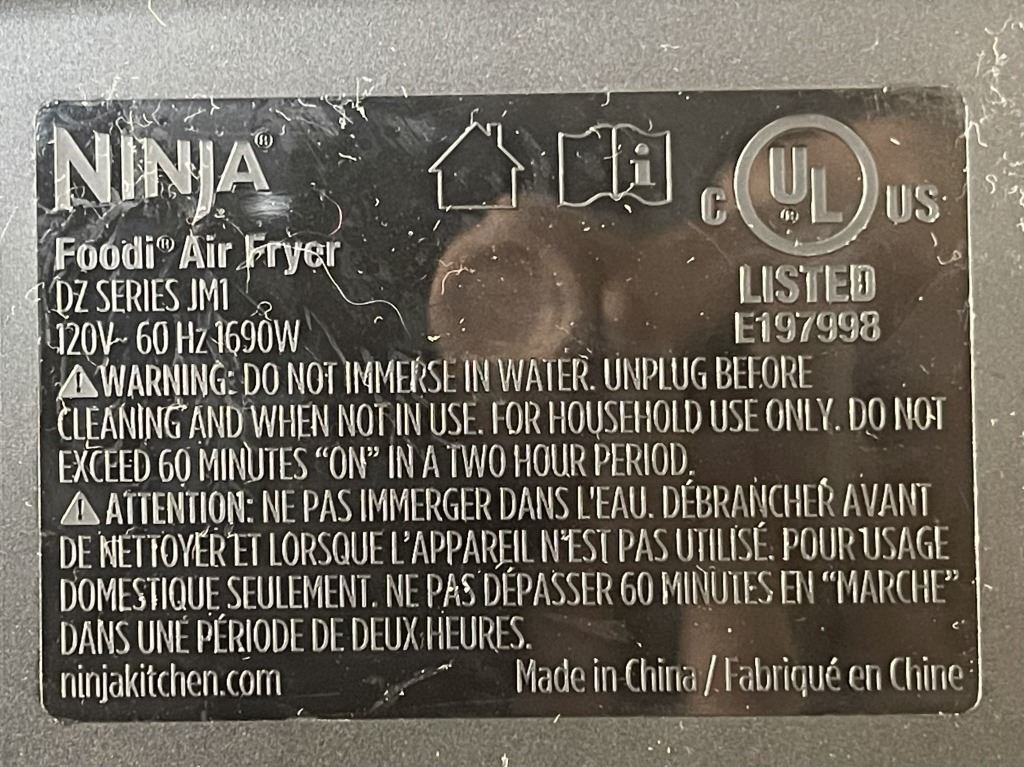 NINJA®
Foodi® Air Fryer
DZ SERIES JM1
120V~ 60 Hz 1690W
i
C UL® US
LISTED
E197998
WARNING: DO NOT IMMERSE IN WATER. UNPLUG BEFORE
CLEANING AND WHEN NOT IN USE. FOR HOUSEHOLD USE ONLY. DO NOT
EXCEED 60 MINUTES “ON” IN A TWO HOUR PERIOD.
ATTENTION: NE PAS IMMERGER DANS L'EAU. DÉBRANCHER AVANT
DE NETTOYER ET LORSQUE L'APPAREIL N'EST PAS UTILISÉ. POUR USAGE
DOMESTIQUE SEULEMENT. NE PAS DÉPASSER 60 MINUTES EN “MARCHE”
DANS UNE PÉRIODE DE DEUX HEURES.
ninjakitchen.com
Made in China / Fabriqué en Chine